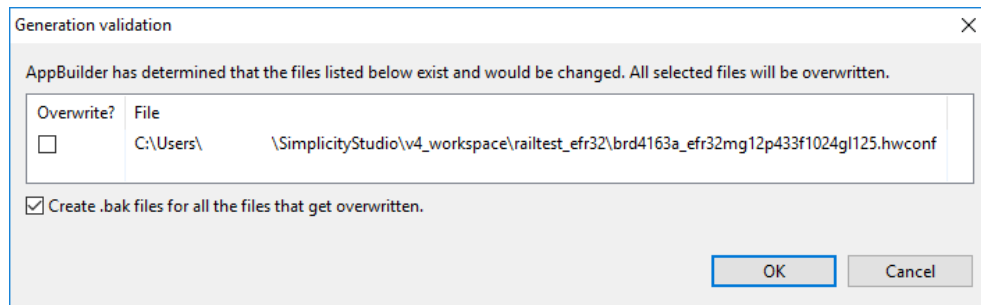 Generation validation
AppBuilder has determined that the files listed below exist and would be changed. All selected files will be overwritten.
Overwrite? File
C:\Users\ \SimplicityStudio\v4_workspace\railtest_efr32\brd4163a_efr32mg12p433f1024gl125.hwconf
Create .bak files for all the files that get overwritten.
OK Cancel